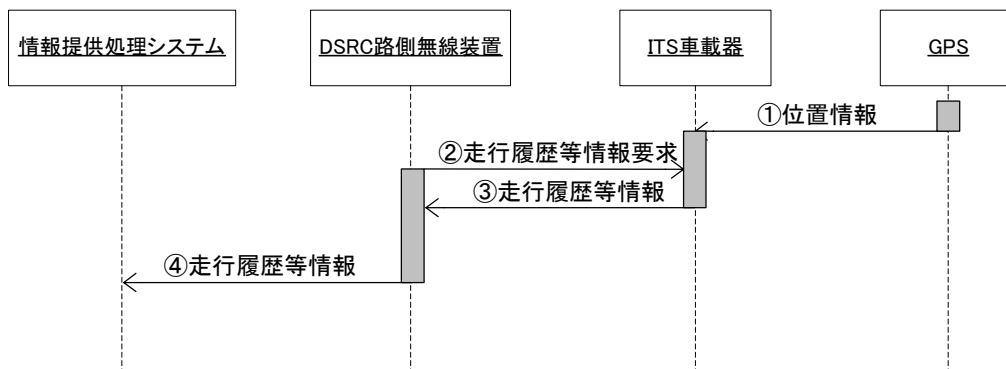 情報提供処理システム
DSRC路側無線装置
ITS車載器
GPS
①位置情報
②走行履歴等情報要求
③走行履歴等情報
④走行履歴等情報